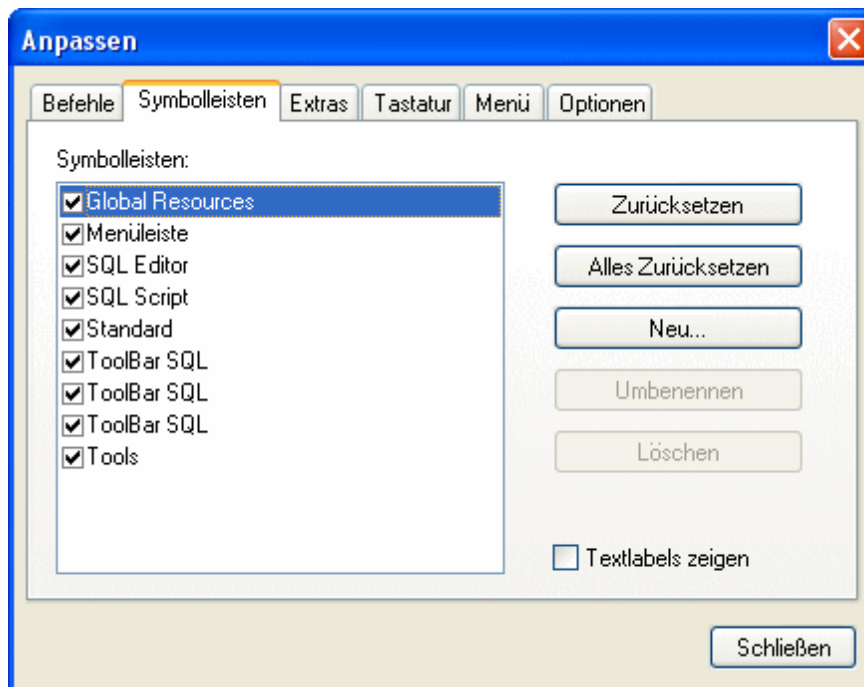 Anpassen
Befehle Symbolleisten Extras Tastatur Menü Optionen
Symbolleisten:
Global Resources
Menüleiste
SQL Editor
SQL Script
Standard
ToolBar SQL
ToolBar SQL
ToolBar SQL
Tools
Zurücksetzen
Alles Zurücksetzen
Neu...
Umbenennen
Löschen
Textlabels zeigen
Schließen